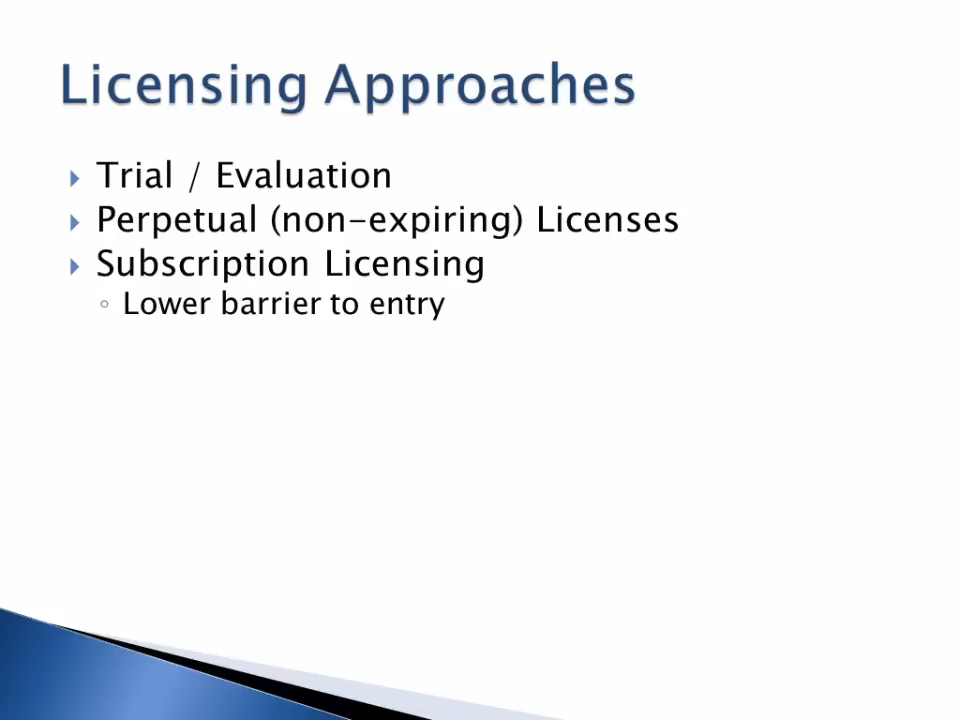 Licensing Approaches
Trial / Evaluation
Perpetual (non-expiring) Licenses
Subscription Licensing
Lower barrier to entry